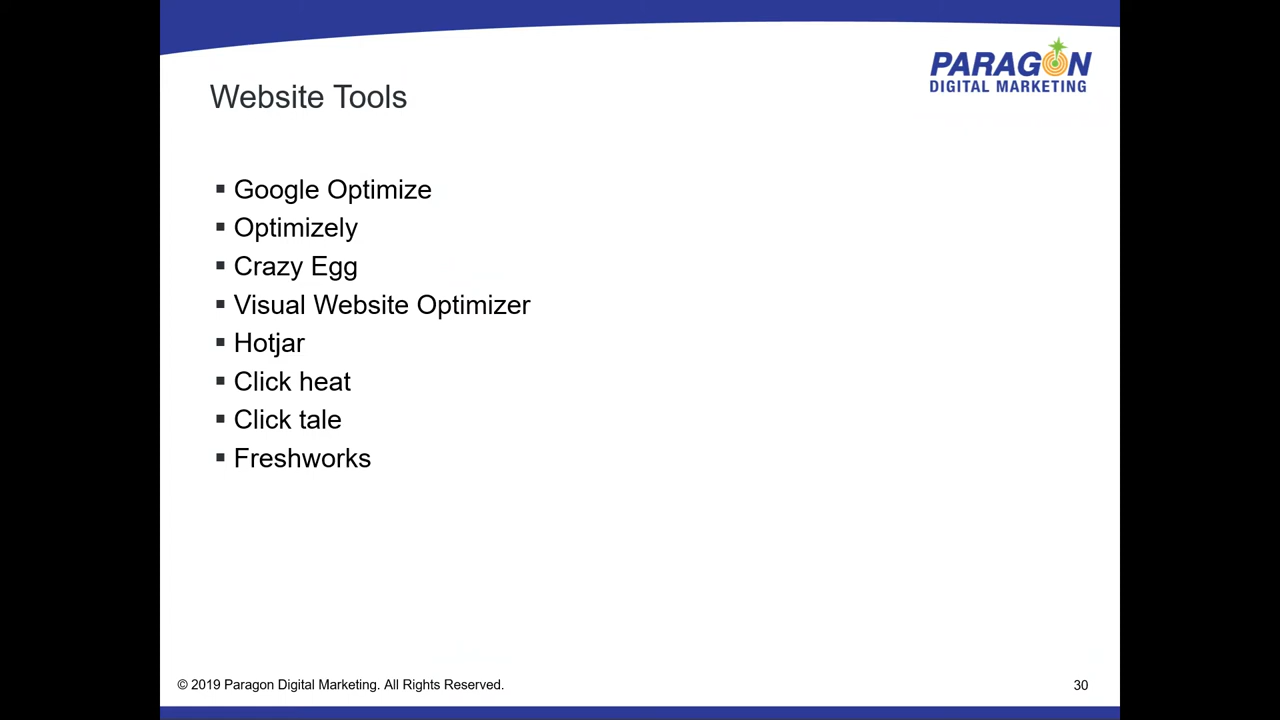 PARAGON
DIGITAL MARKETING
Website Tools
▪ Google Optimize
▪ Optimizely
▪ Crazy Egg
▪ Visual Website Optimizer
▪ Hotjar
▪ Click heat
▪ Click tale
▪ Freshworks
© 2019 Paragon Digital Marketing. All Rights Reserved.
30